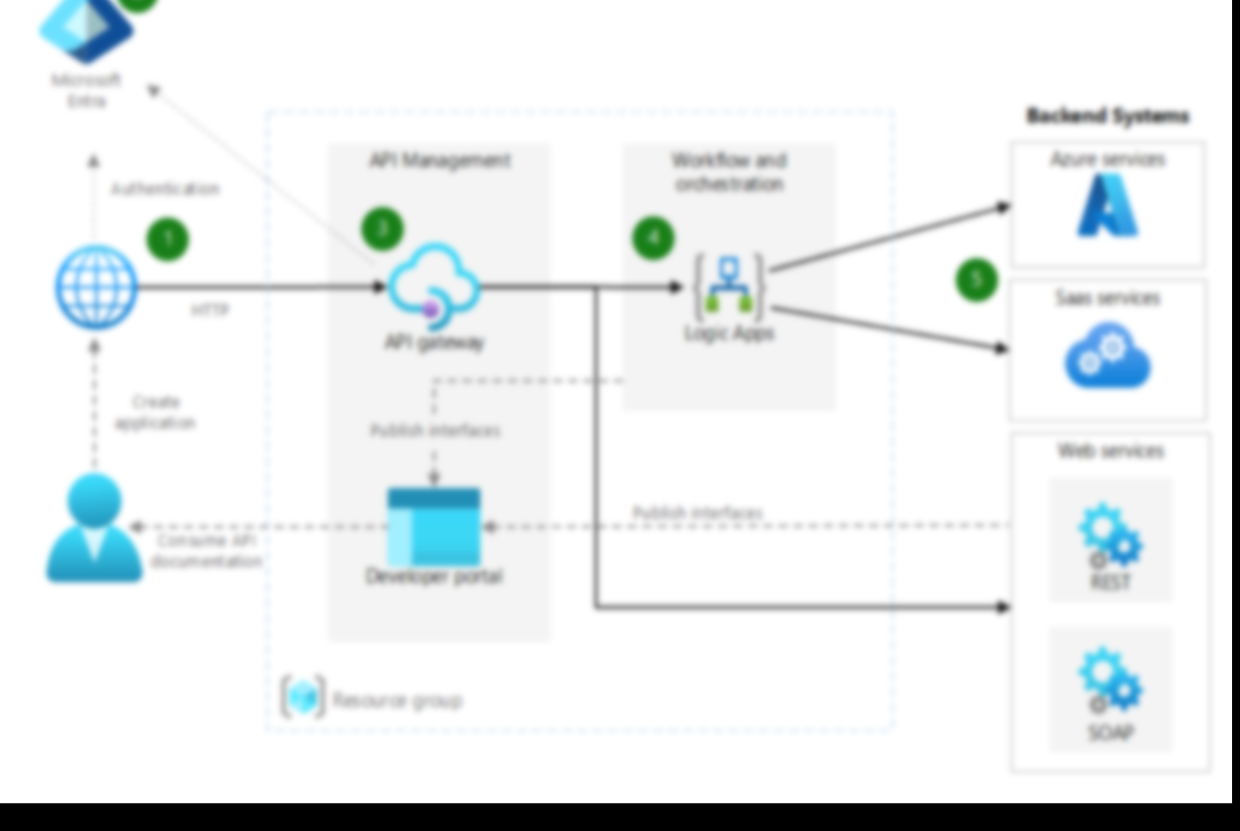 Microsoft
Entra
Backend Systems
API Management
Workflow and
orchestration
Azure services
Authentication
1
3
4
5
HTTP
API gateway
Logic Apps
Saas services
Create
application
Publish interfaces
Web services
Publish interfaces
Consume API
documentation
Developer portal
REST
Resource group
SOAP